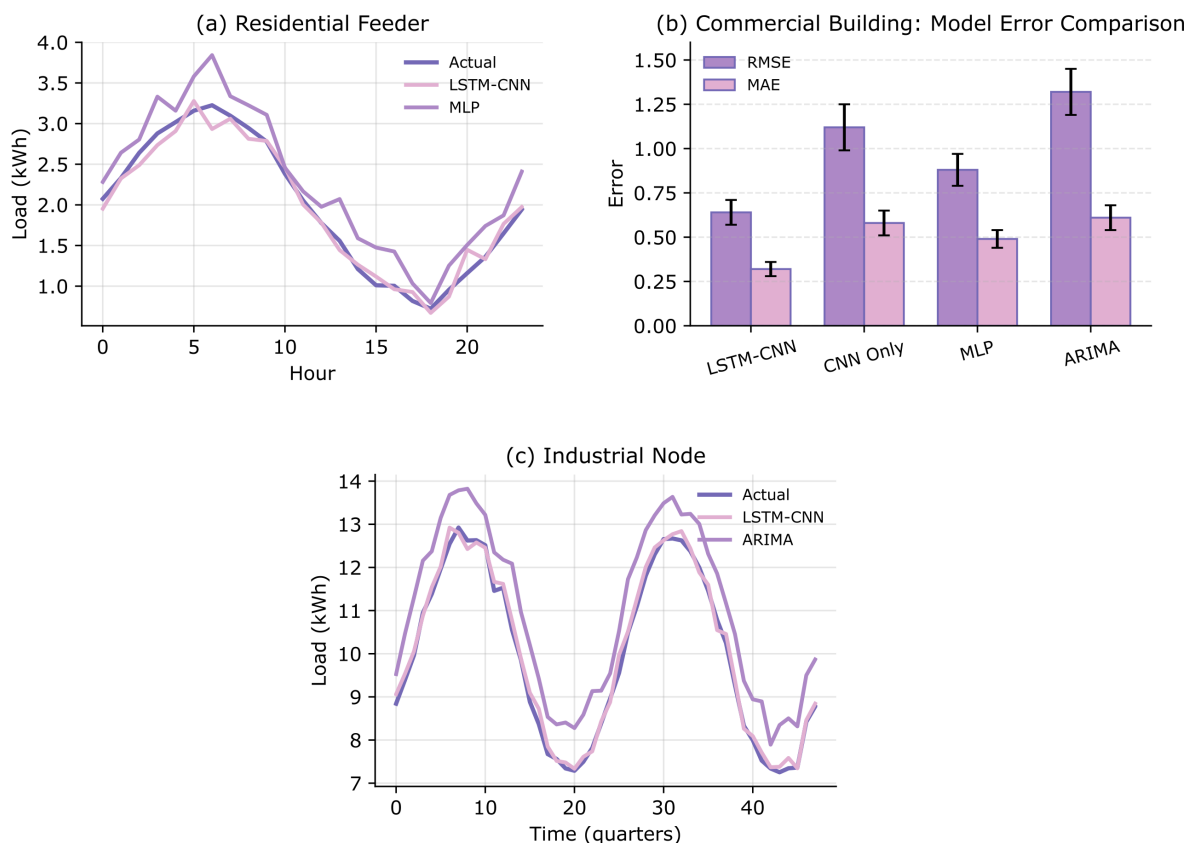 (a) Residential Feeder
4.0
3.5
3.0
2.5
2.0
1.5
1.0
Load (kWh)
0
5
10
15
20
Hour
Actual
LSTM-CNN
MLP
(b) Commercial Building: Model Error Comparison
1.50
1.25
1.00
0.75
0.50
0.25
0.00
Error
RMSE
MAE
LSTM-CNN
CNN Only
MLP
ARIMA
(c) Industrial Node
14
13
12
11
10
9
8
7
Load (kWh)
0
10
20
30
40
Time (quarters)
Actual
LSTM-CNN
ARIMA